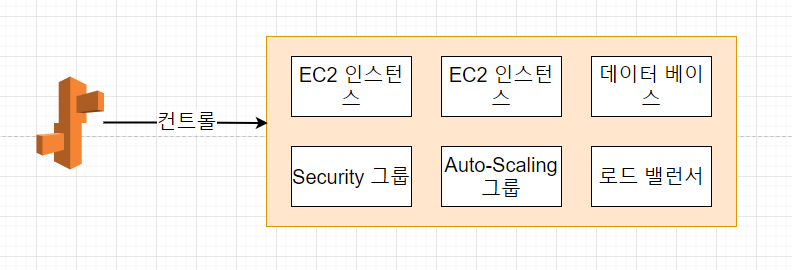 EC2 인스턴
스
EC2 인스턴
스
데이터 베이
스
컨트롤
Security 그룹
Auto-Scaling
그룹
로드 밸런서